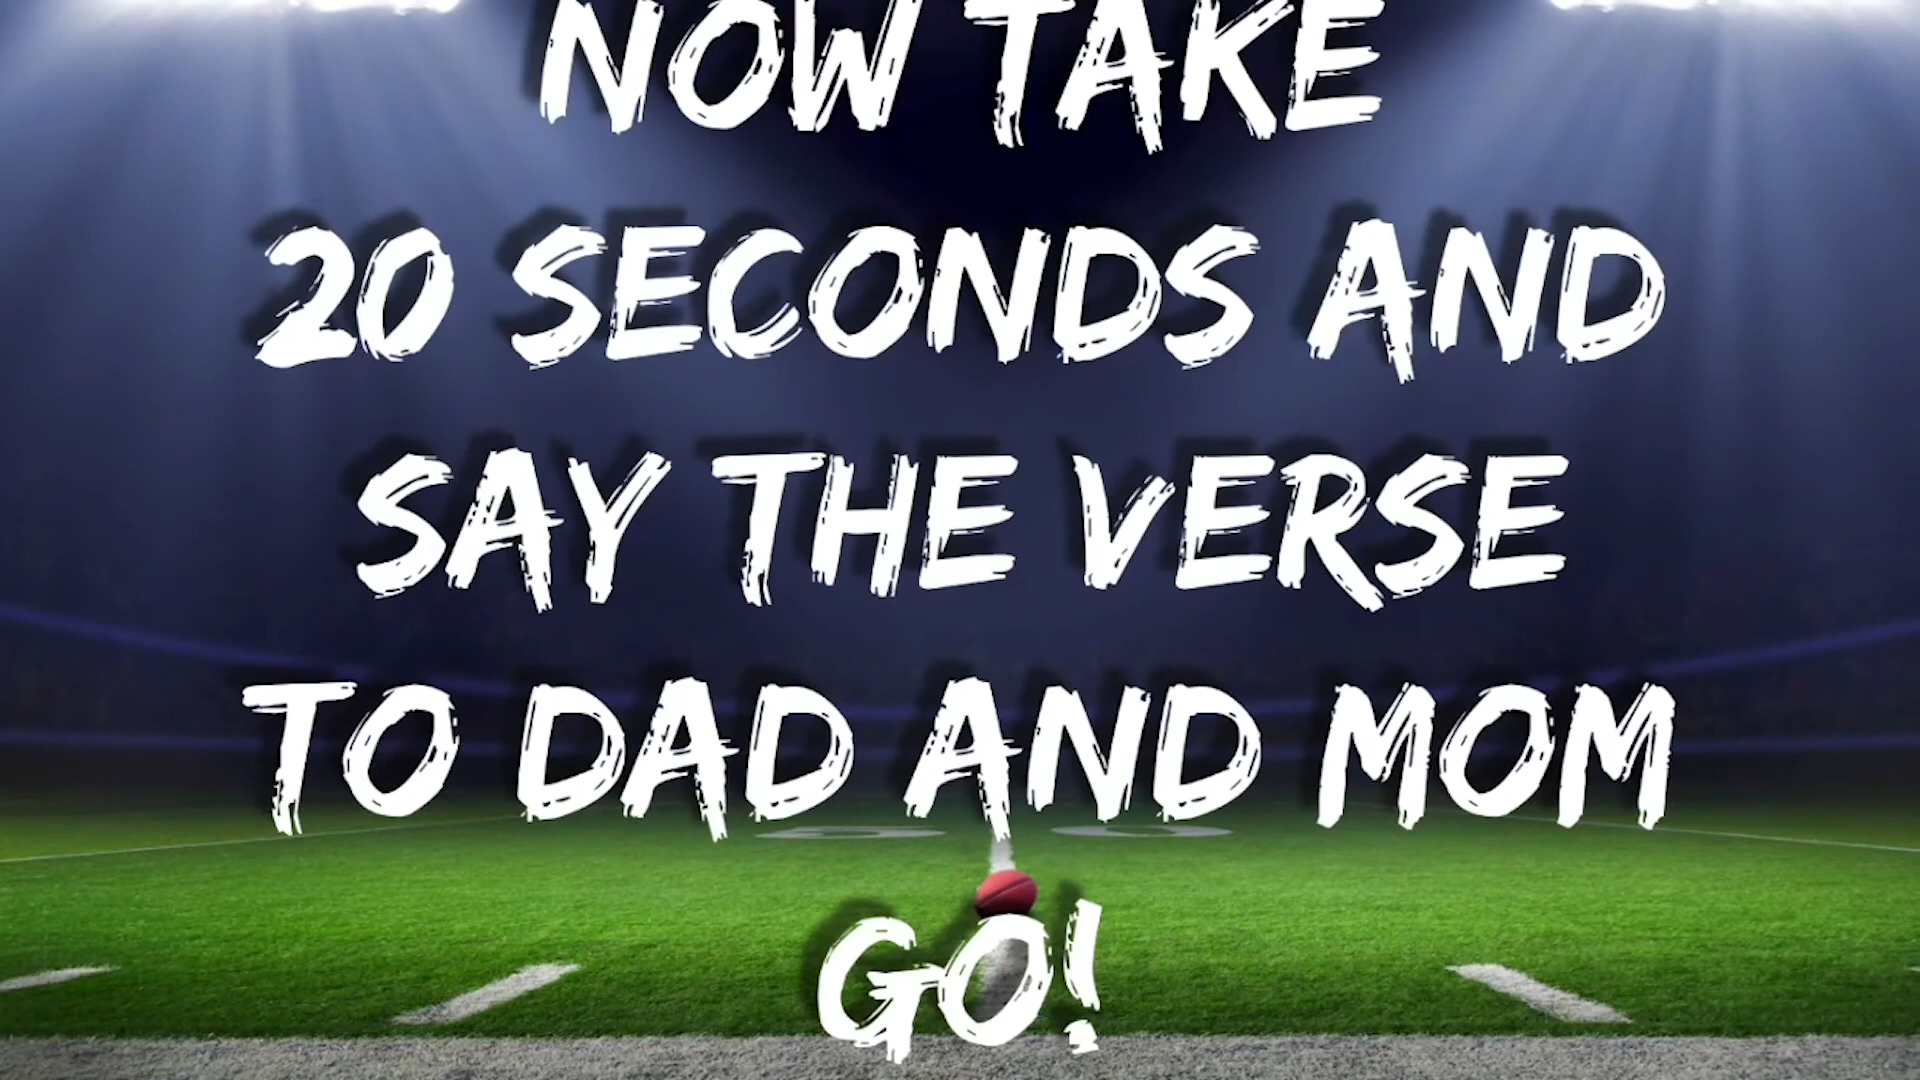 NOW TAKE
20 SECONDS AND
SAY THE VERSE
TO DAD AND MOM
GO!